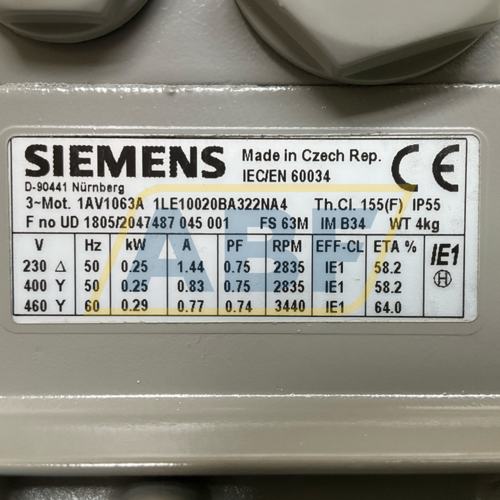 SIEMENS Made in Czech Rep. CE
D-90441 Nürnberg IEC/EN 60034
3~Mot. 1AV1063A 1LE10020BA322NA4 Th.Cl. 155(F) IP55
F no UD 1805/2047487 045 001 FS 63M IM B34 WT 4kg
V Hz kW A PF RPM EFF-CL ETA % IE1
230 Δ 50 0.25 1.44 0.75 2835 IE1 58.2
400 Y 50 0.25 0.83 0.75 2835 IE1 58.2
460 Y 60 0.29 0.77 0.74 3440 IE1 64.0
H
ABF